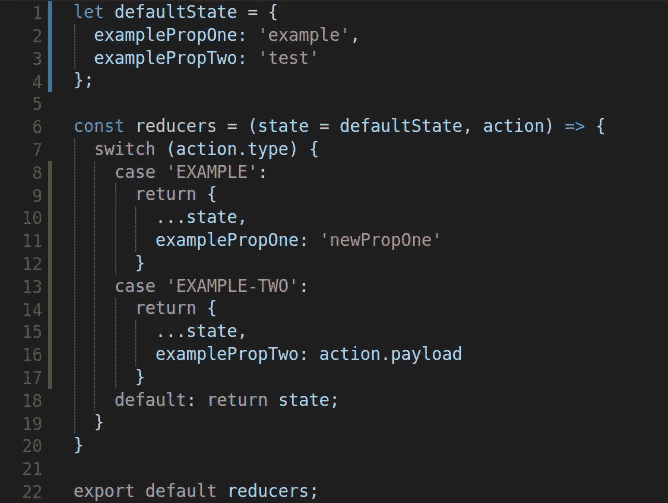 1 let defaultState = {
2   examplePropOne: 'example',
3   examplePropTwo: 'test'
4 };
5
6 const reducers = (state = defaultState, action) => {
7   switch (action.type) {
8     case 'EXAMPLE':
9       return {
10         ...state,
11         examplePropOne: 'newPropOne'
12       }
13     case 'EXAMPLE-TWO':
14       return {
15         ...state,
16         examplePropTwo: action.payload
17       }
18     default: return state;
19   }
20 }
21
22 export default reducers;